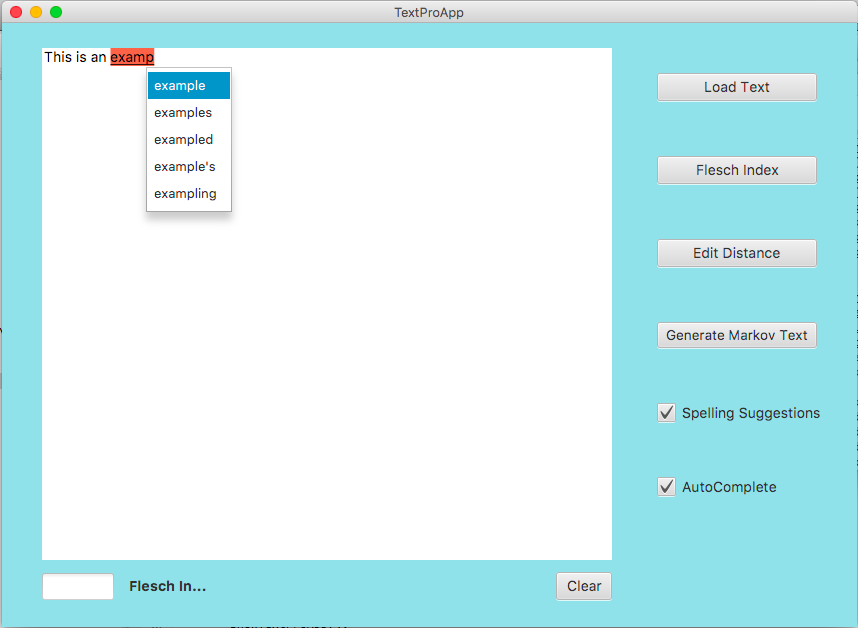 TextProApp
This is an examp
example
examples
exampled
example's
exampling
Load Text
Flesch Index
Edit Distance
Generate Markov Text
Spelling Suggestions
AutoComplete
Flesch In...
Clear